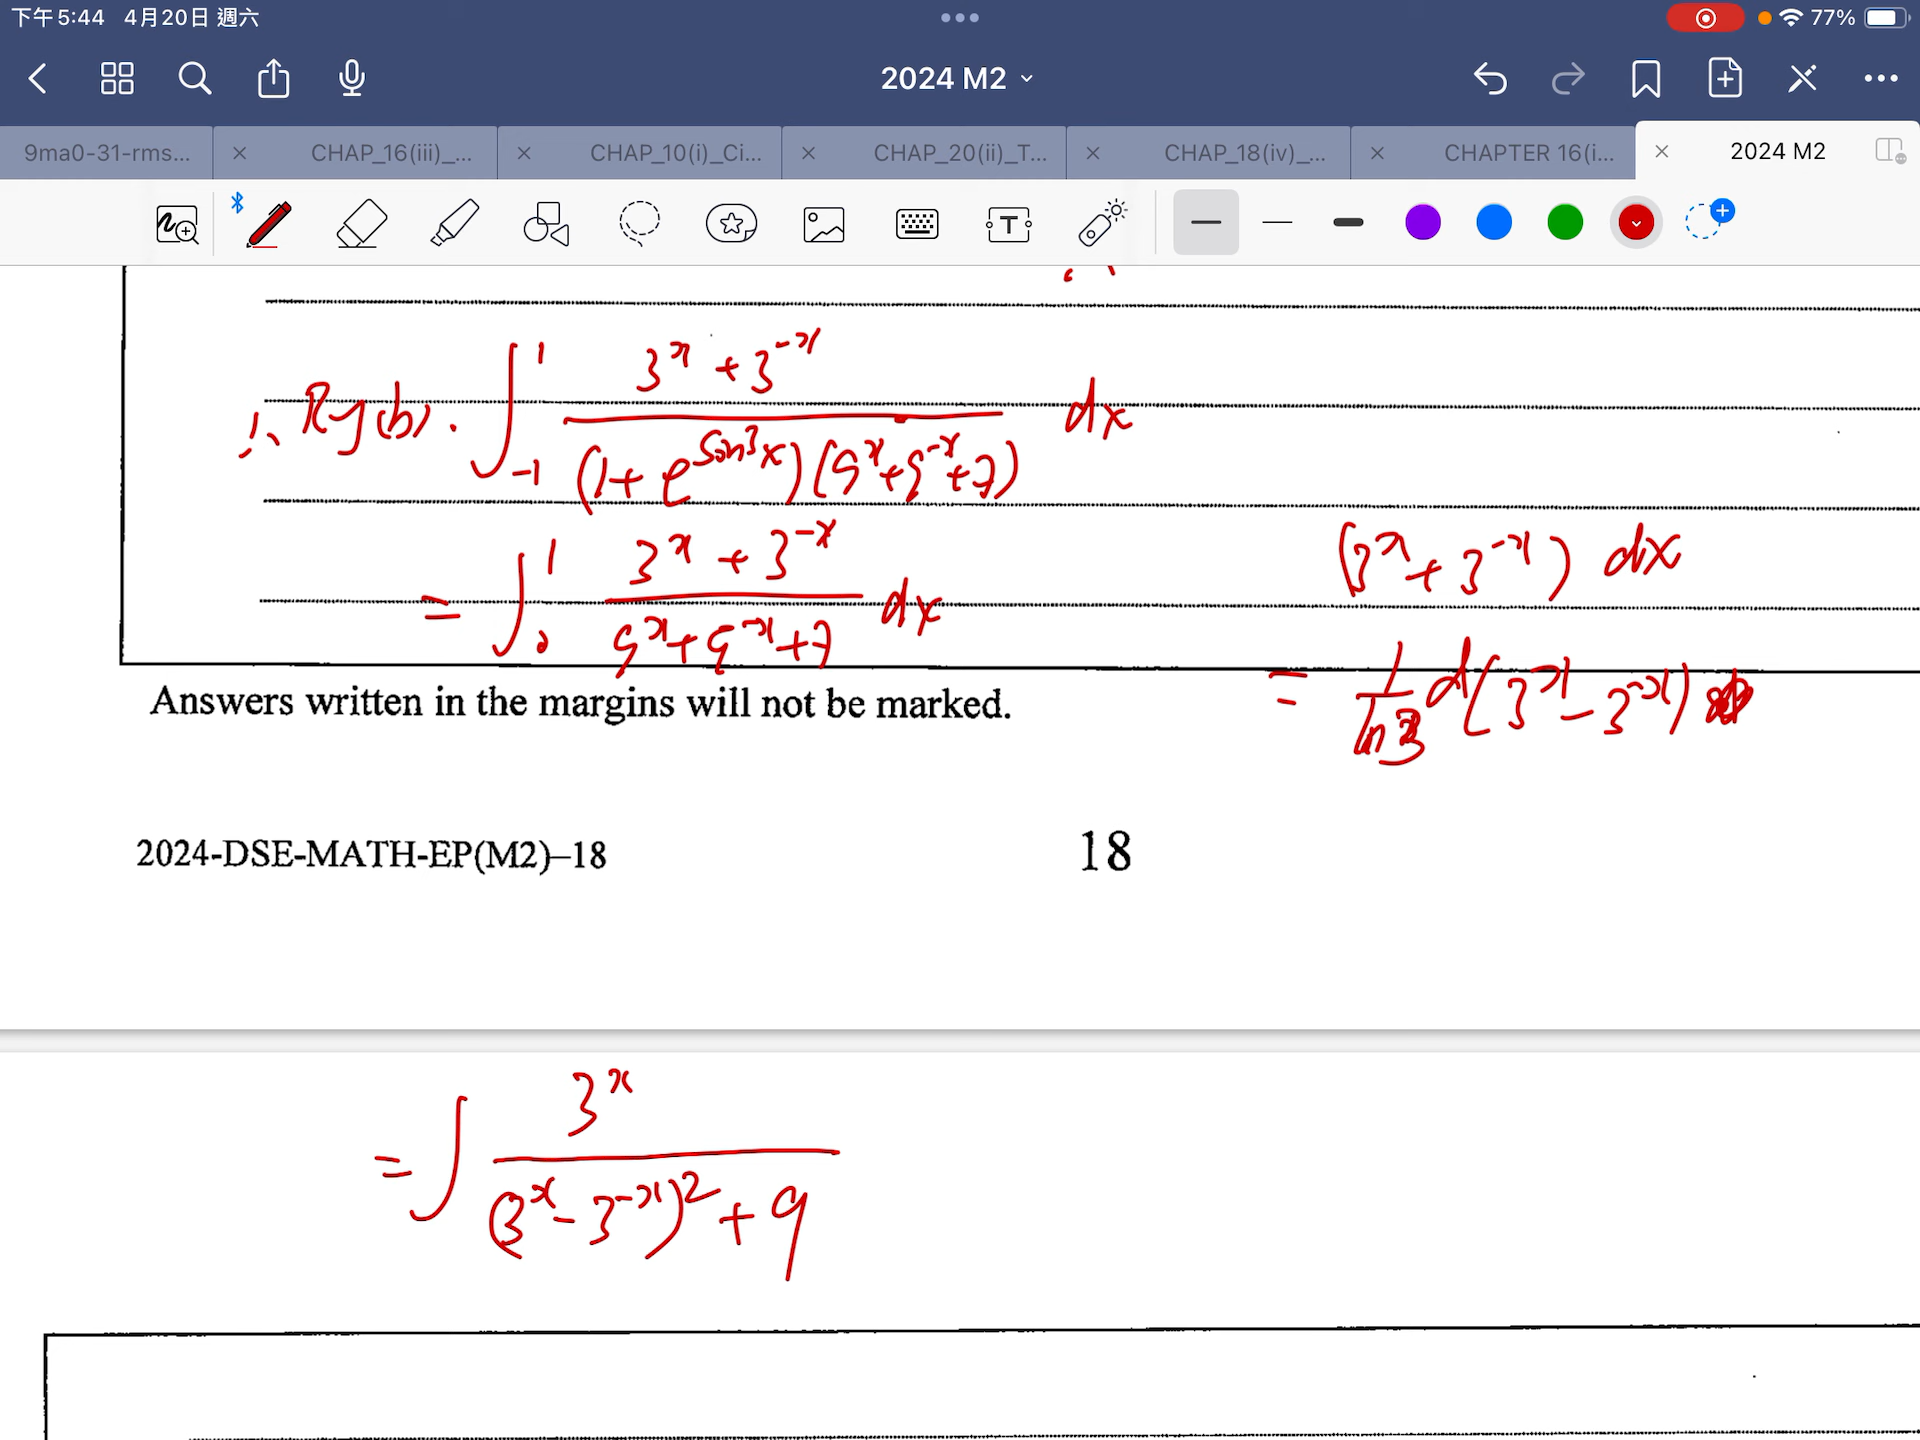 下午5:44 4月20日 週六
77%
2024 M2
9ma0-31-rms...
CHAP_16(iii)_...
CHAP_10(i)_Ci...
CHAP_20(ii)_T...
CHAP_18(iv)_...
CHAPTER 16(i...
2024 M2
T
∴ By (b). ∫_{-1}^{1} (3^x + 3^{-x}) / ((1 + e^{sin^3 x})(9^x + 9^{-x} + 7)) dx
= ∫_0^1 (3^x + 3^{-x}) / (9^x + 9^{-x} + 7) dx
(3^x + 3^{-x}) dx
= 1/ln3 d(3^x - 3^{-x})
Answers written in the margins will not be marked.
2024-DSE-MATH-EP(M2)–18
18
= ∫ 3^x / ((3^x - 3^{-x})^2 + 9)